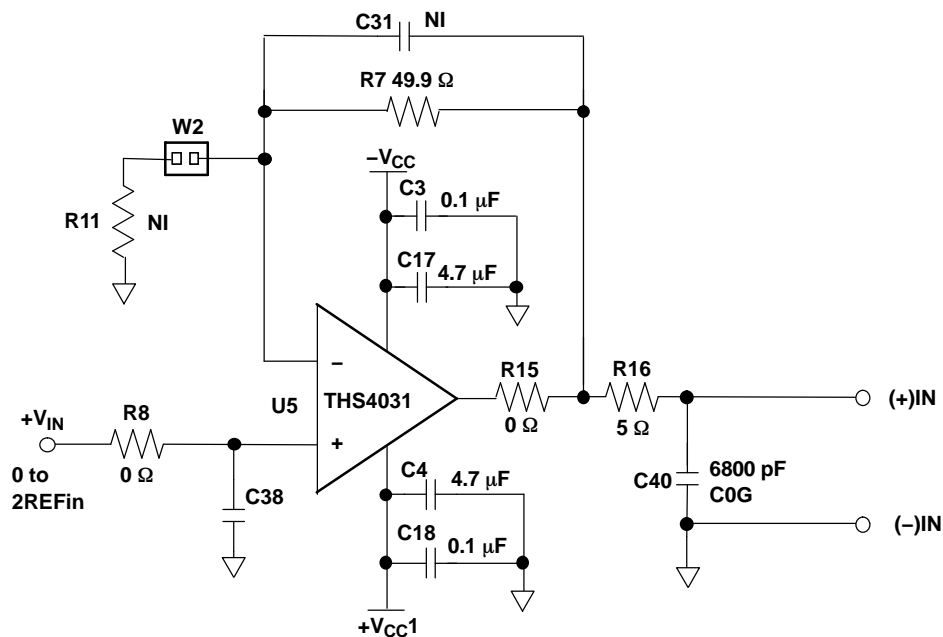 C31 NI
R7 49.9 Ω
W2
−VCC
C3
0.1 μF
R11 NI
C17
4.7 μF
−
U5 THS4031
+
R15
0 Ω
R16
5 Ω
(+)IN
+VIN
R8
0 Ω
0 to
2REFin
C38
C4
4.7 μF
C40
6800 pF
C0G
C18
0.1 μF
(−)IN
+VCC1